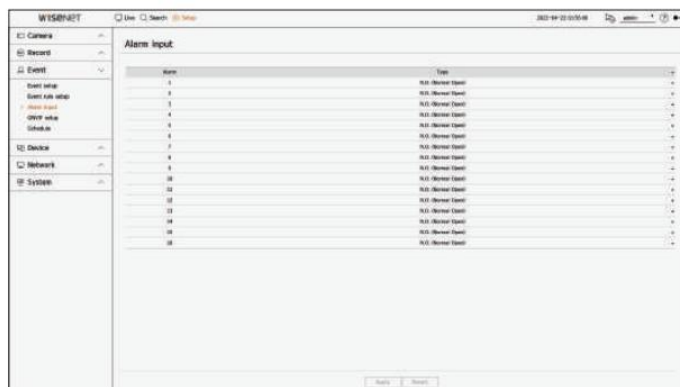 WISENET
Live Search Setup
admin
Camera
Record
Event
Event setup
Event rule setup
Alarm input
ONVIF setup
Schedule
Device
Network
System
Alarm input
Alarm Type
1 N.O. (Normal Open)
2 N.O. (Normal Open)
3 N.O. (Normal Open)
4 N.O. (Normal Open)
5 N.O. (Normal Open)
6 N.O. (Normal Open)
7 N.O. (Normal Open)
8 N.O. (Normal Open)
9 N.O. (Normal Open)
10 N.O. (Normal Open)
11 N.O. (Normal Open)
12 N.O. (Normal Open)
13 N.O. (Normal Open)
14 N.O. (Normal Open)
15 N.O. (Normal Open)
16 N.O. (Normal Open)
Apply Revert